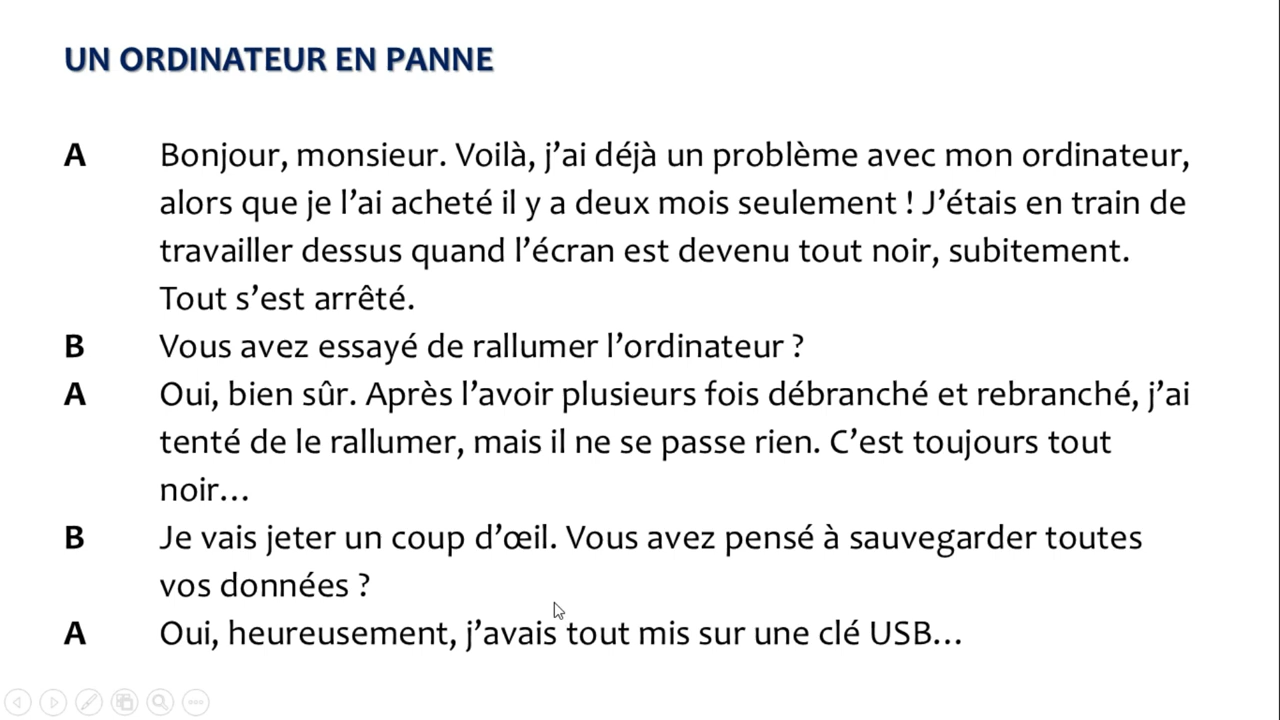 UN ORDINATEUR EN PANNE
A Bonjour, monsieur. Voilà, j’ai déjà un problème avec mon ordinateur,
alors que je l’ai acheté il y a deux mois seulement ! J’étais en train de
travailler dessus quand l’écran est devenu tout noir, subitement.
Tout s’est arrêté.
B Vous avez essayé de rallumer l’ordinateur ?
A Oui, bien sûr. Après l’avoir plusieurs fois débranché et rebranché, j’ai
tenté de le rallumer, mais il ne se passe rien. C’est toujours tout
noir…
B Je vais jeter un coup d’œil. Vous avez pensé à sauvegarder toutes
vos données ?
A Oui, heureusement, j’avais tout mis sur une clé USB…